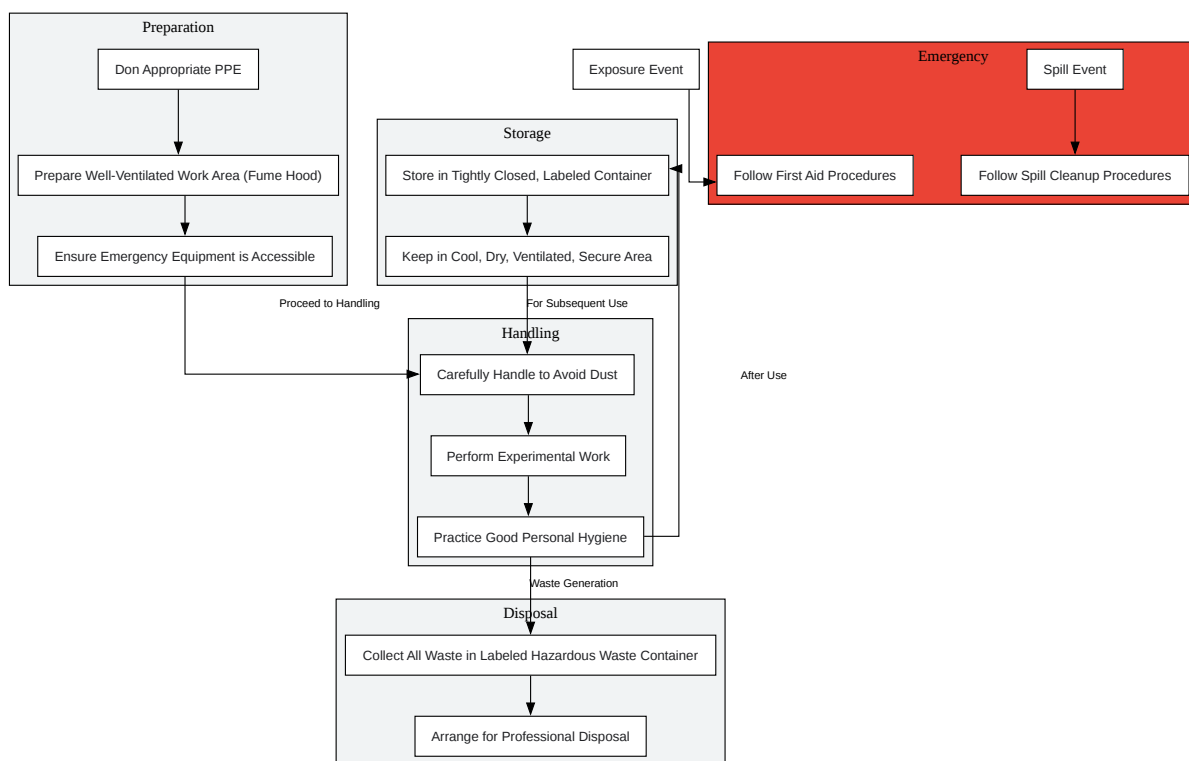 Preparation
Don Appropriate PPE
Prepare Well-Ventilated Work Area (Fume Hood)
Ensure Emergency Equipment is Accessible
Proceed to Handling
Exposure Event
Emergency
Spill Event
Follow First Aid Procedures
Follow Spill Cleanup Procedures
Storage
Store in Tightly Closed, Labeled Container
Keep in Cool, Dry, Ventilated, Secure Area
For Subsequent Use
Handling
Carefully Handle to Avoid Dust
Perform Experimental Work
Practice Good Personal Hygiene
After Use
Waste Generation
Disposal
Collect All Waste in Labeled Hazardous Waste Container
Arrange for Professional Disposal